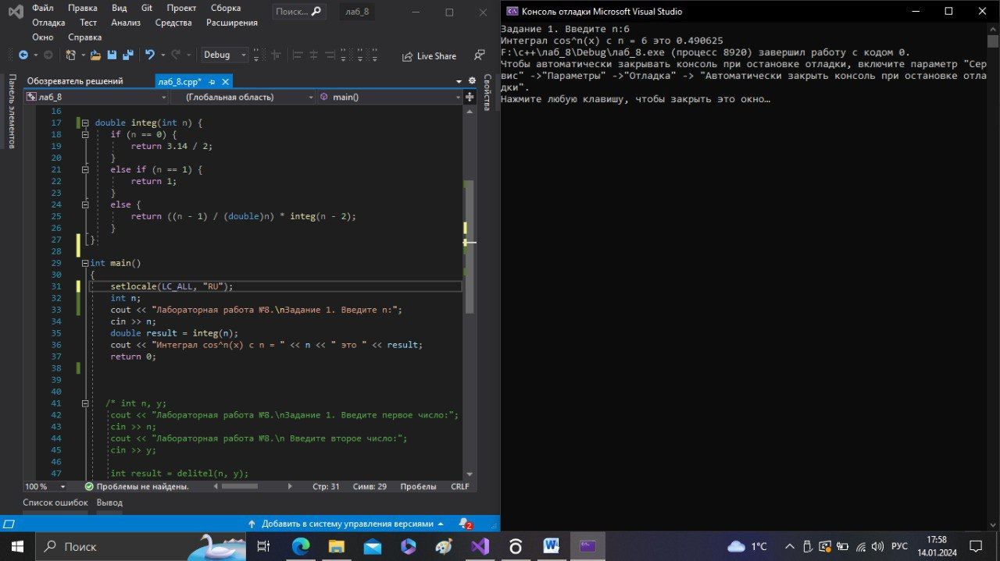 Файл Правка Вид Git Проект Сборка
Отладка Тест Анализ Средства Расширения
Окно Справка
Поиск...
лаб_8
Debug
Live Share
Панель элементов
Обозреватель решений
лаб_8.cpp*
Свойства
лаб_8
(Глобальная область)
main()
16
17 double integ(int n) {
18 if (n == 0) {
19 return 3.14 / 2;
20 }
21 else if (n == 1) {
22 return 1;
23 }
24 else {
25 return ((n - 1) / (double)n) * integ(n - 2);
26 }
27 }
28
29 int main()
30 {
31 setlocale(LC_ALL, "RU");
32 int n;
33 cout << "Лабораторная работа №8.\nЗадание 1. Введите n:";
34 cin >> n;
35 double result = integ(n);
36 cout << "Интеграл cos^n(x) с n = " << n << " это " << result;
37 return 0;
38
39
40
41 /* int n, y;
42 cout << "Лабораторная работа №8.\nЗадание 1. Введите первое число:";
43 cin >> n;
44 cout << "Лабораторная работа №8.\n Введите второе число:";
45 cin >> y;
46
47 int result = delitel(n, y);
100 %
Проблемы не найдены.
Стр: 31 Симв: 29 Пробелы CRLF
Список ошибок Вывод
Добавить в систему управления версиями
2
Консоль отладки Microsoft Visual Studio
Задание 1. Введите n:6
Интеграл cos^n(x) с n = 6 это 0.490625
F:\c++\лаб_8\Debug\лаб_8.exe (процесс 8920) завершил работу с кодом 0.
Чтобы автоматически закрывать консоль при остановке отладки, включите параметр "Сер
вис" ->"Параметры" ->"Отладка" -> "Автоматически закрыть консоль при остановке отла
дки".
Нажмите любую клавишу, чтобы закрыть это окно…
Поиск
1°C
РУС
17:58
14.01.2024